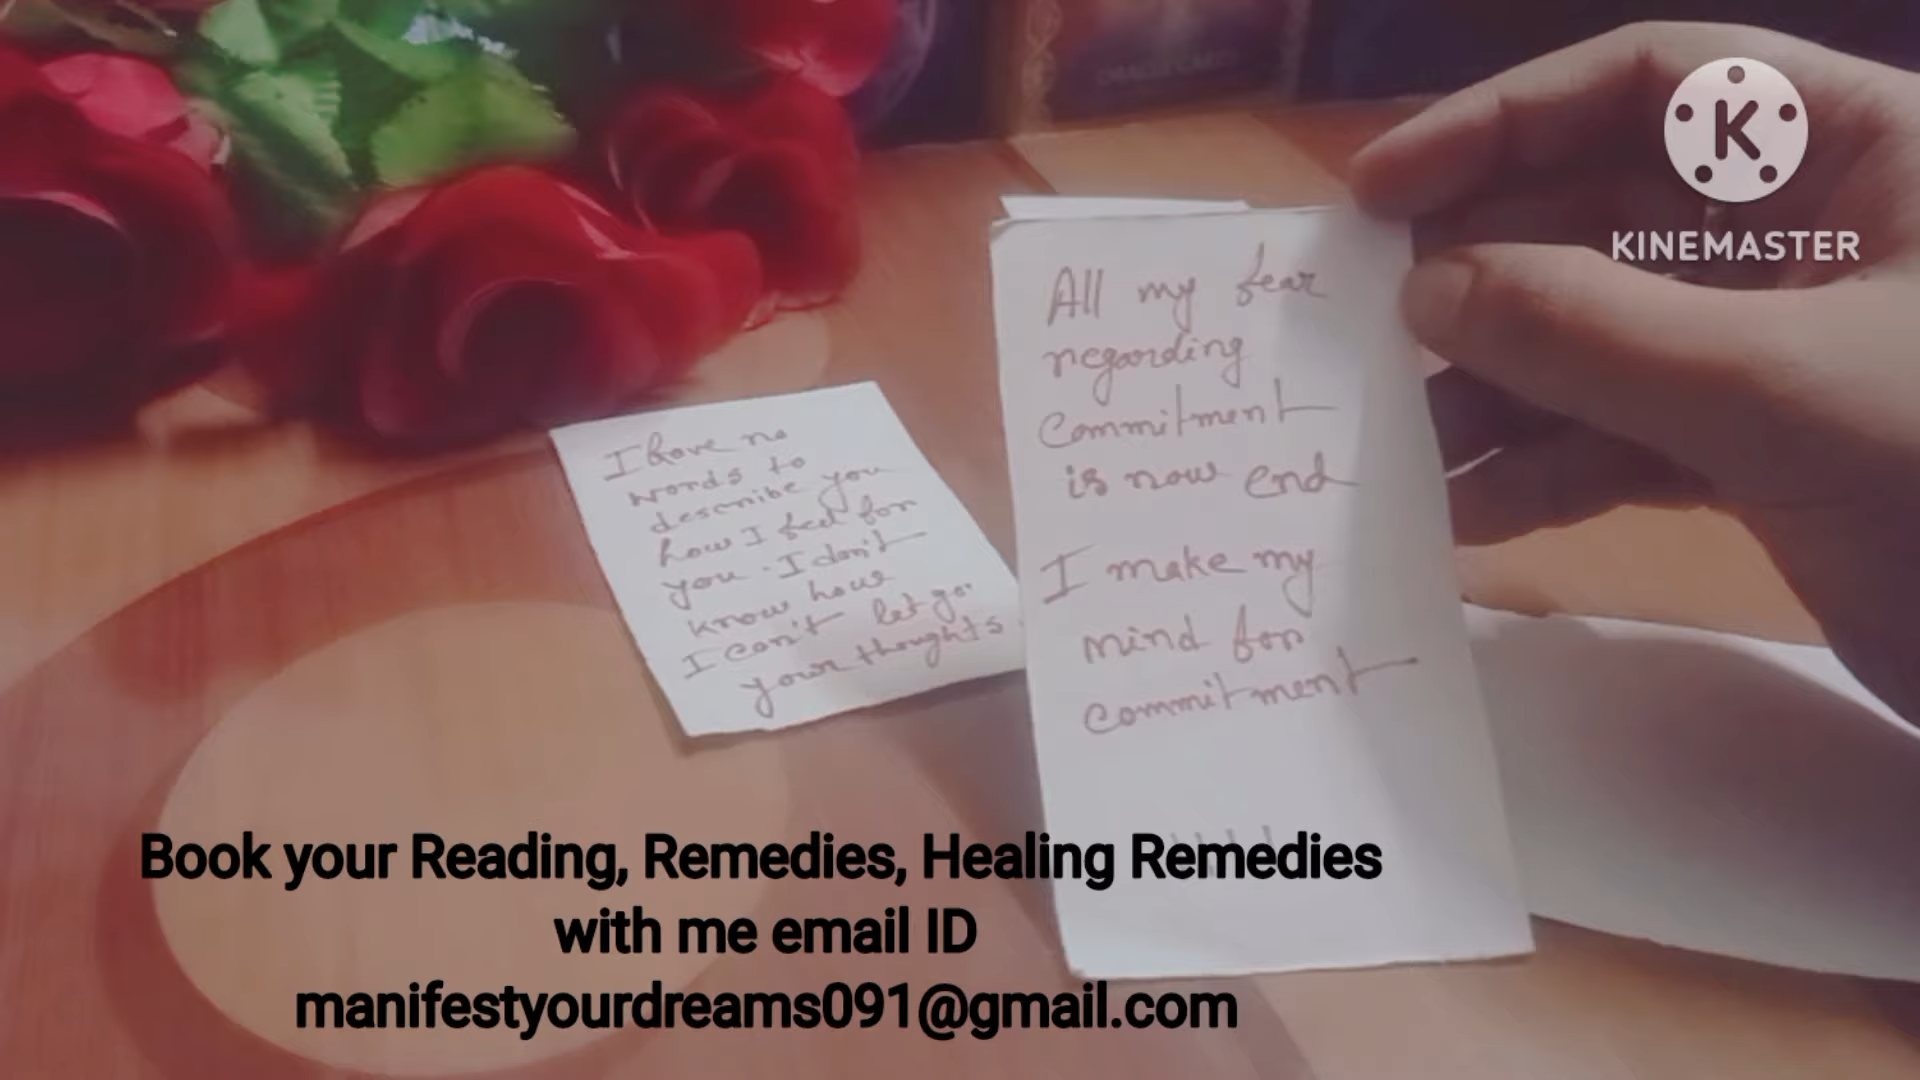 ORACLE CARDS
KINEMASTER
I have no
words to
describe you
how I feel for
you. I don't
know how
I can't let go
your thoughts.
All my fear
regarding
commitment
is now end
I make my
mind for
commitment
Book your Reading, Remedies, Healing Remedies
with me email ID
manifestyourdreams091@gmail.com